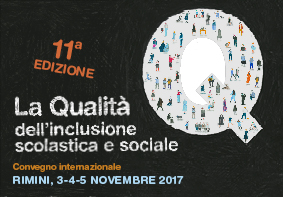 11ª
EDIZIONE
Q
La Qualità
dell'inclusione
scolastica e sociale
Convegno internazionale
RIMINI, 3-4-5 NOVEMBRE 2017